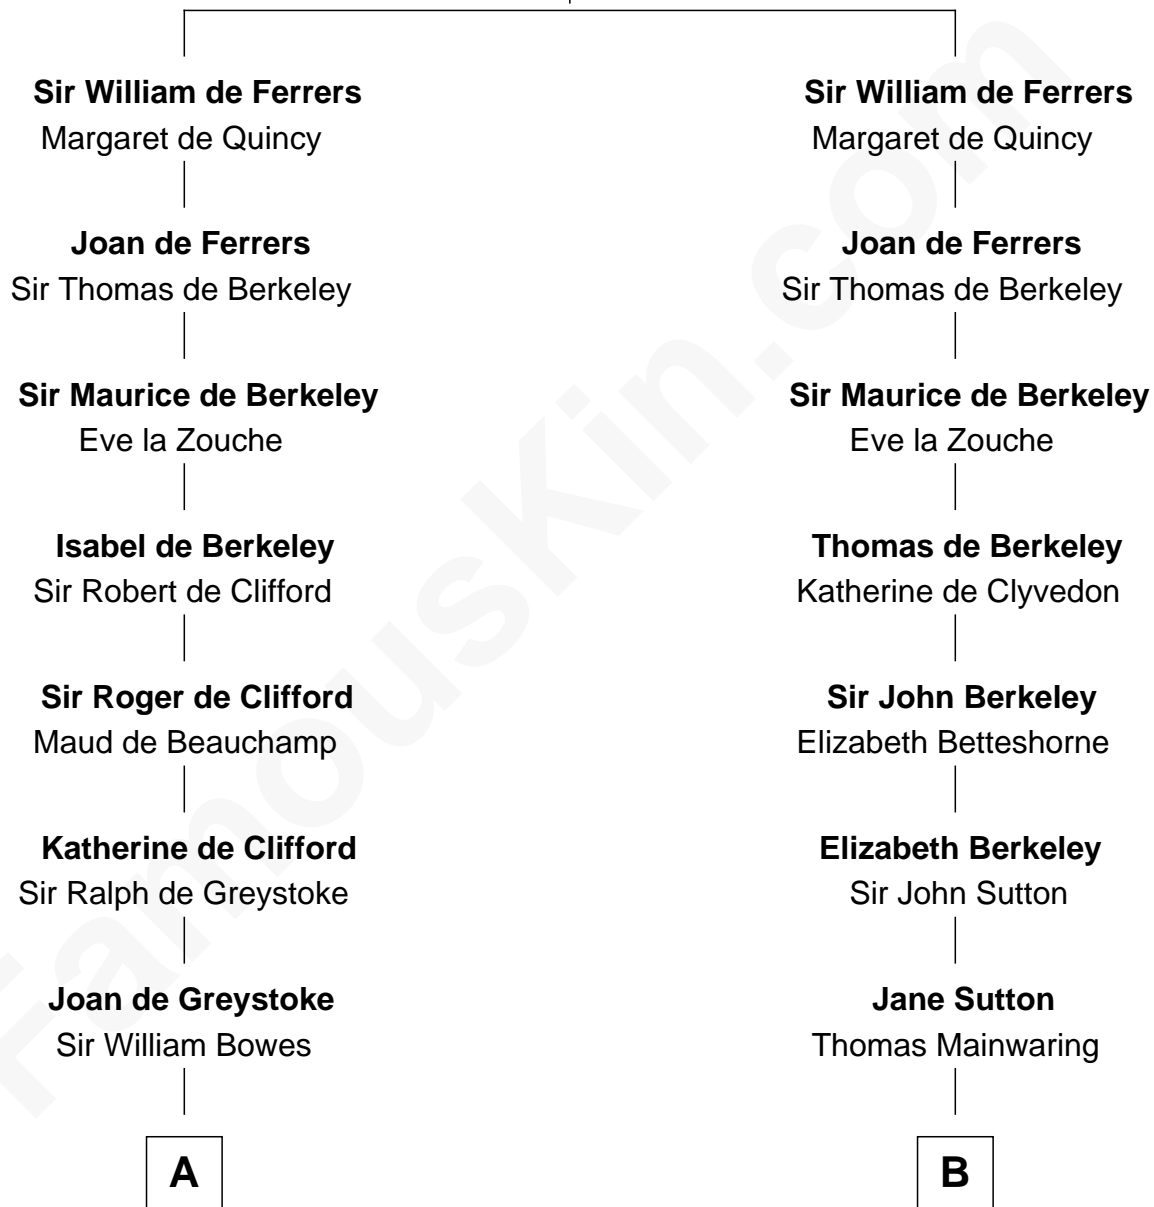 Sir William de Ferrers
Margaret de Quincy
Joan de Ferrers
Sir Thomas de Berkeley
Sir Maurice de Berkeley
Eve la Zouche
Isabel de Berkeley
Sir Robert de Clifford
Sir Roger de Clifford
Maud de Beauchamp
Katherine de Clifford
Sir Ralph de Greystoke
Joan de Greystoke
Sir William Bowes
A
Sir William de Ferrers
Margaret de Quincy
Joan de Ferrers
Sir Thomas de Berkeley
Sir Maurice de Berkeley
Eve la Zouche
Thomas de Berkeley
Katherine de Clyvedon
Sir John Berkeley
Elizabeth Betteshorne
Elizabeth Berkeley
Sir John Sutton
Jane Sutton
Thomas Mainwaring
B
FamousKin.com